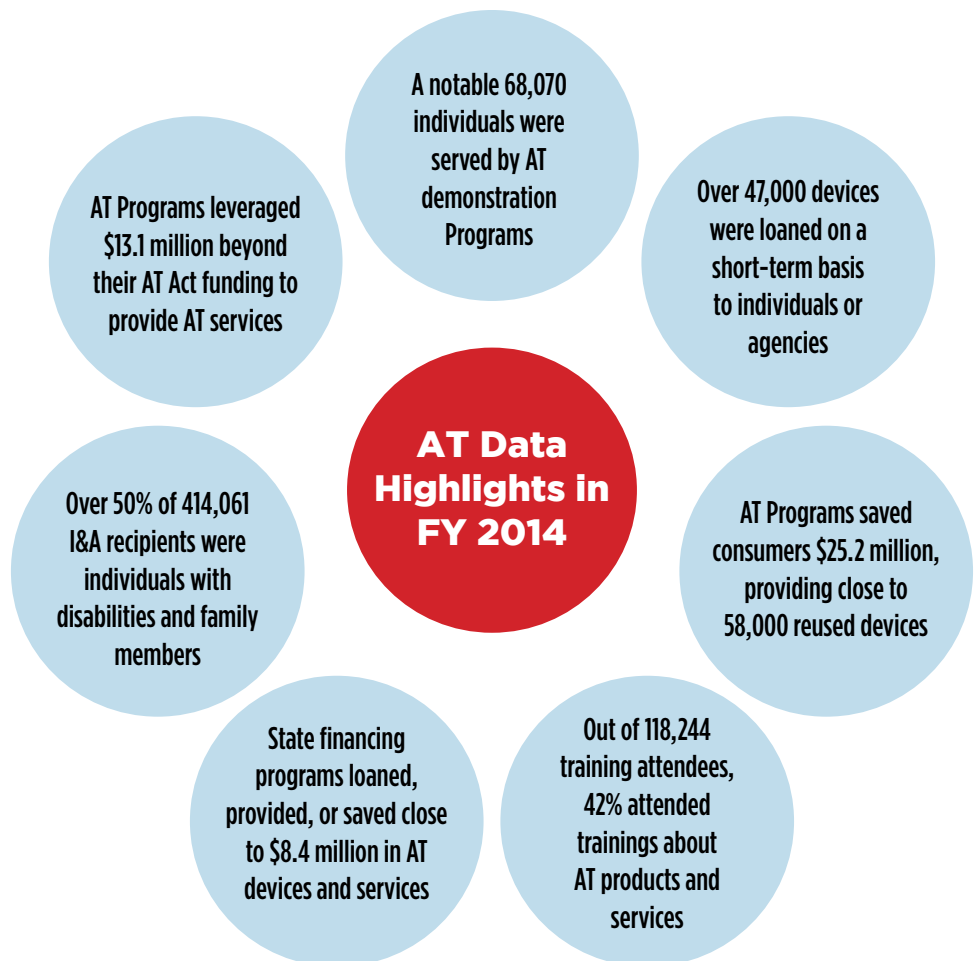 A notable 68,070
individuals were
served by AT
demonstration
Programs
Over 47,000 devices
were loaned on a
short-term basis
to individuals or
agencies
AT Programs saved
consumers $25.2 million,
providing close to
58,000 reused devices
Out of 118,244
training attendees,
42% attended
trainings about
AT products and
services
State financing
programs loaned,
provided, or saved close
to $8.4 million in AT
devices and services
Over 50% of 414,061
I&A recipients were
individuals with
disabilities and family
members
AT Programs leveraged
$13.1 million beyond
their AT Act funding to
provide AT services
AT Data
Highlights in
FY 2014